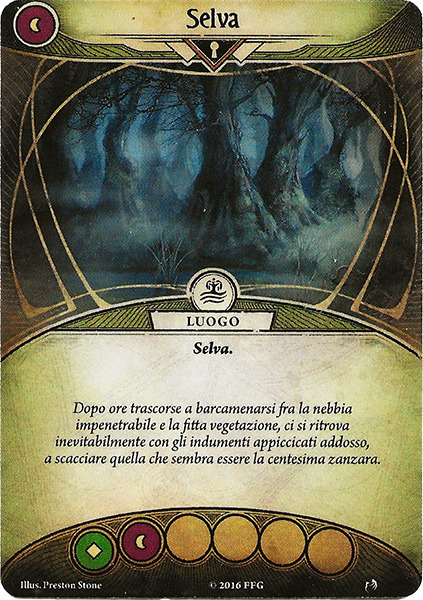 Selva
LUOGO
Selva.
Dopo ore trascorse a barcamenarsi fra la nebbia
impenetrabile e la fitta vegetazione, ci si ritrova
inevitabilmente con gli indumenti appiccicati addosso,
a scacciare quella che sembra essere la centesima zanzara.
Illus. Preston Stone
© 2016 FFG